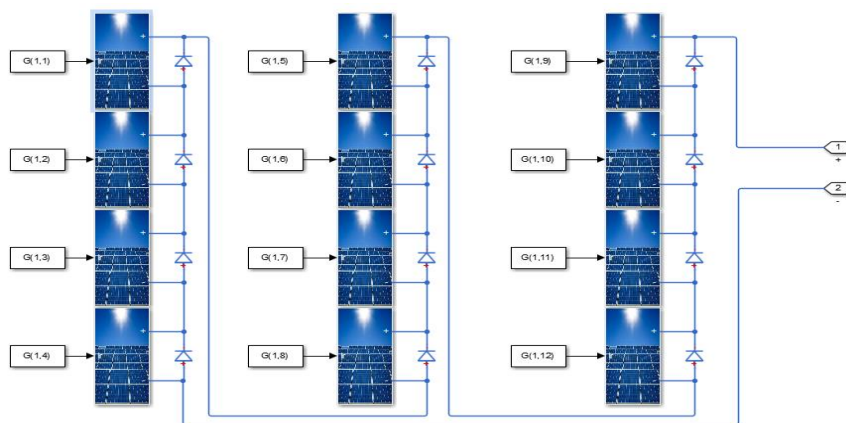 G(1,1)
G(1,2)
G(1,3)
G(1,4)
G(1,5)
G(1,6)
G(1,7)
G(1,8)
G(1,9)
G(1,10)
G(1,11)
G(1,12)
1
+
2
-